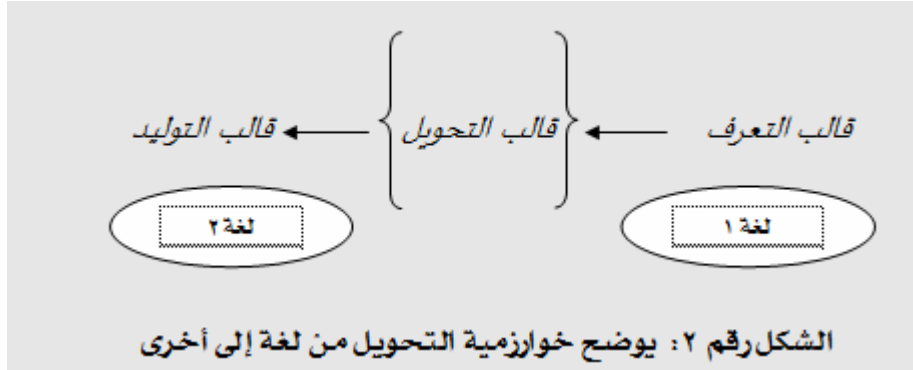 قالب التعرف قالب التحويل قالب التوليد
لغة ١ لغة ٢
الشكل رقم ٢: يوضح خوارزمية التحويل من لغة إلى أخرى